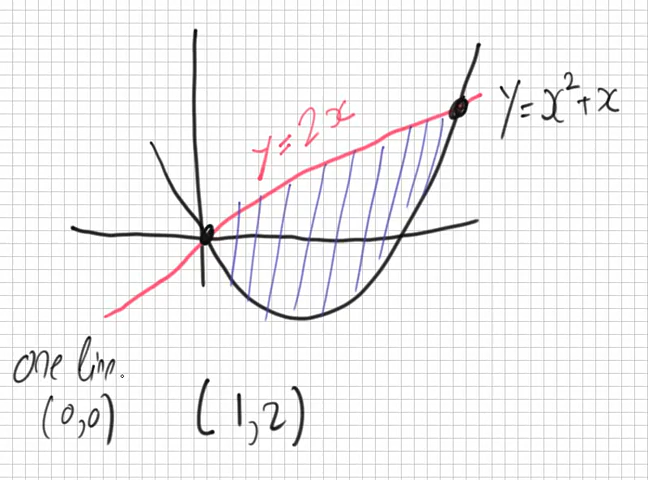 y=x²+x
y=2x
one lin.
(0,0) (1,2)